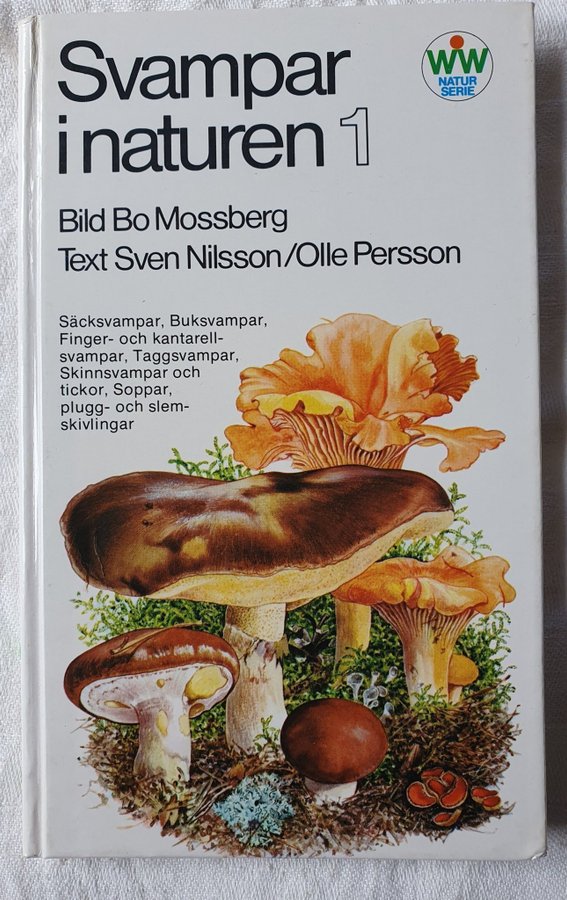 Svampar
i naturen 1
WW
NATUR
SERIE
Bild Bo Mossberg
Text Sven Nilsson/Olle Persson
Säcksvampar, Buksvampar,
Finger- och kantarell-
svampar, Taggsvampar,
Skinnsvampar och
tickor, Soppar,
plugg- och slem-
skivlingar